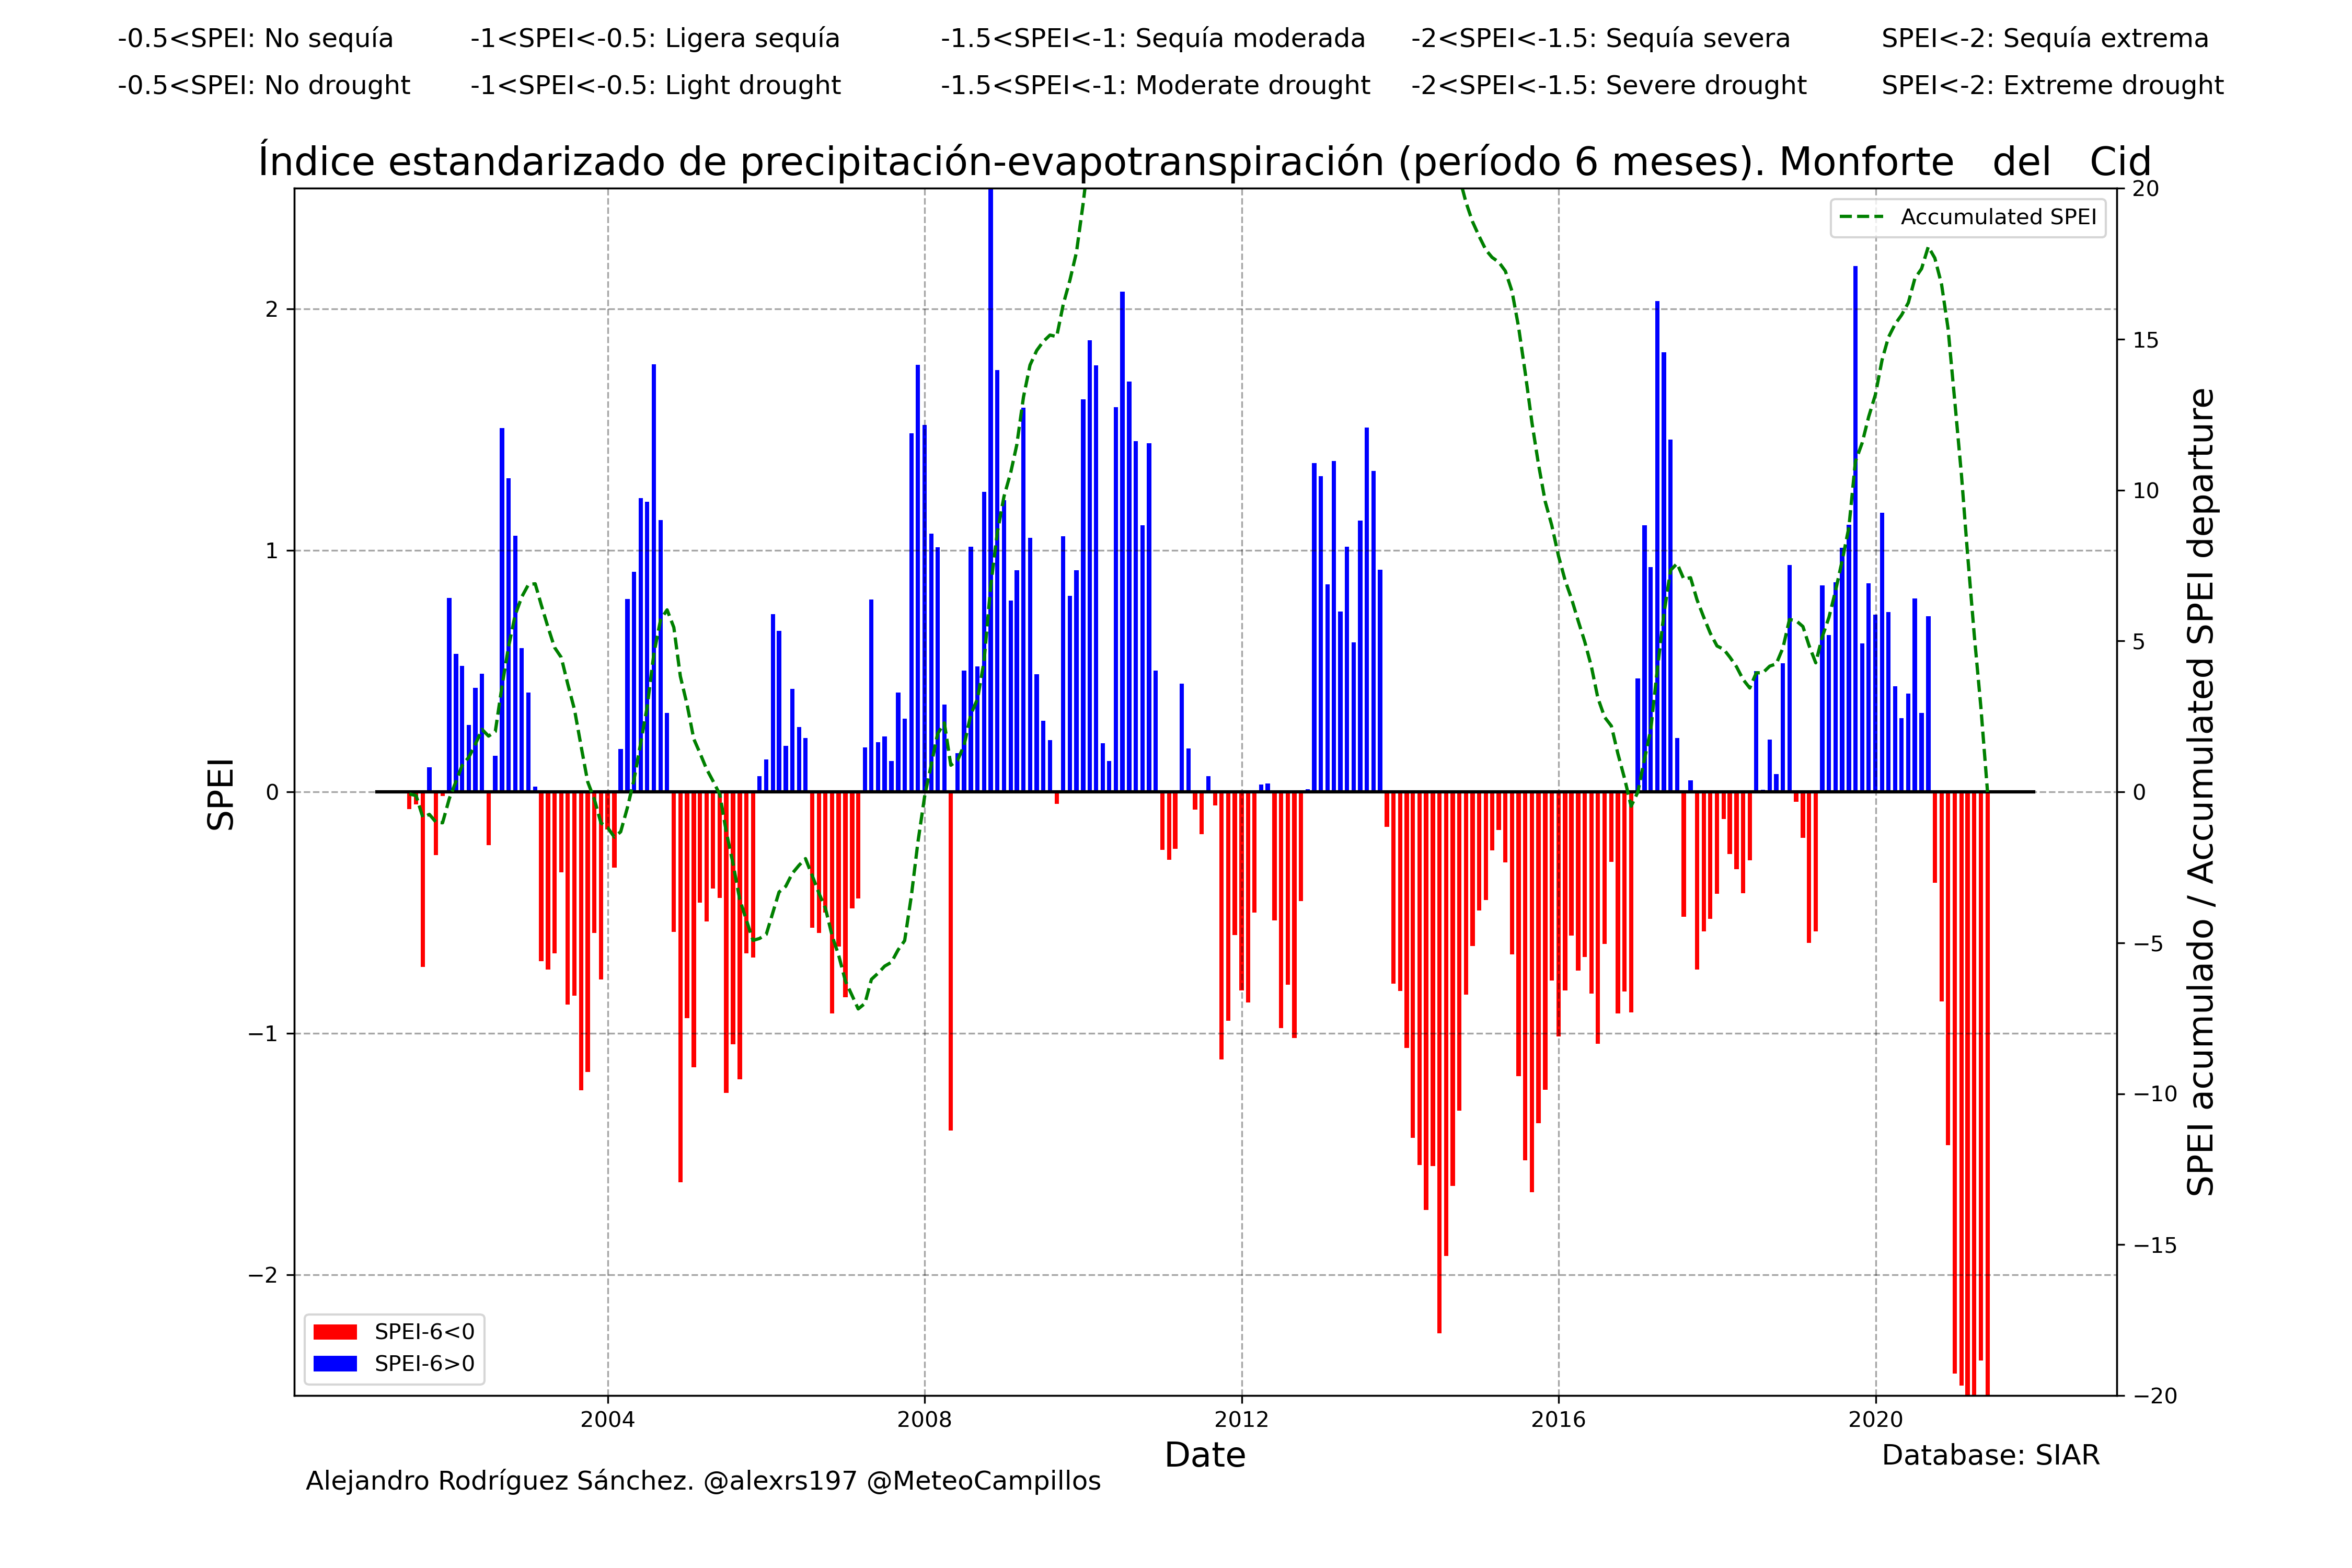 -0.5<SPEI: No sequía -1<SPEI<-0.5: Ligera sequía -1.5<SPEI<-1: Sequía moderada -2<SPEI<-1.5: Sequía severa SPEI<-2: Sequía extrema
-0.5<SPEI: No drought -1<SPEI<-0.5: Light drought -1.5<SPEI<-1: Moderate drought -2<SPEI<-1.5: Severe drought SPEI<-2: Extreme drought
Índice estandarizado de precipitación-evapotranspiración (período 6 meses). Monforte del Cid
Accumulated SPEI
SPEI
2
1
0
−1
−2
20
15
10
5
0
−5
−10
−15
−20
SPEI acumulado / Accumulated SPEI departure
SPEI-6<0
SPEI-6>0
2004 2008 2012 2016 2020
Date
Database: SIAR
Alejandro Rodríguez Sánchez. @alexrs197 @MeteoCampillos